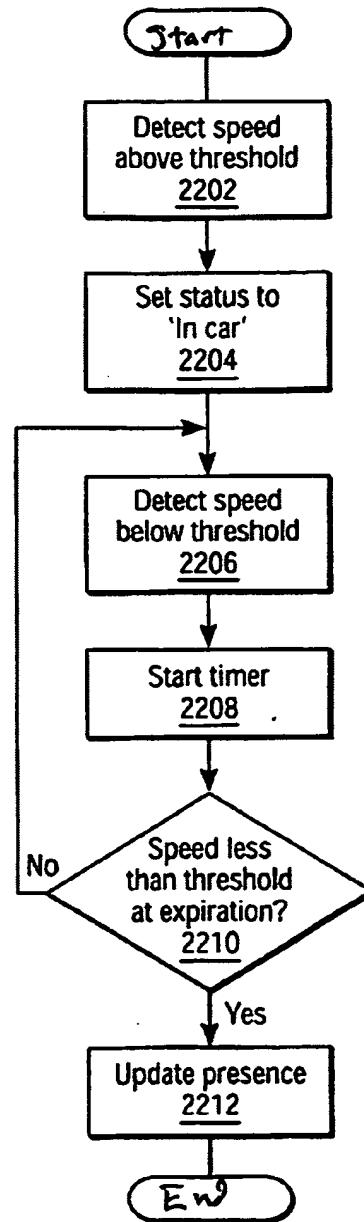 Start
Detect speed
above threshold
2202
Set status to
'In car'
2204
Detect speed
below threshold
2206
Start timer
2208
No
Speed less
than threshold
at expiration?
2210
Yes
Update presence
2212
End